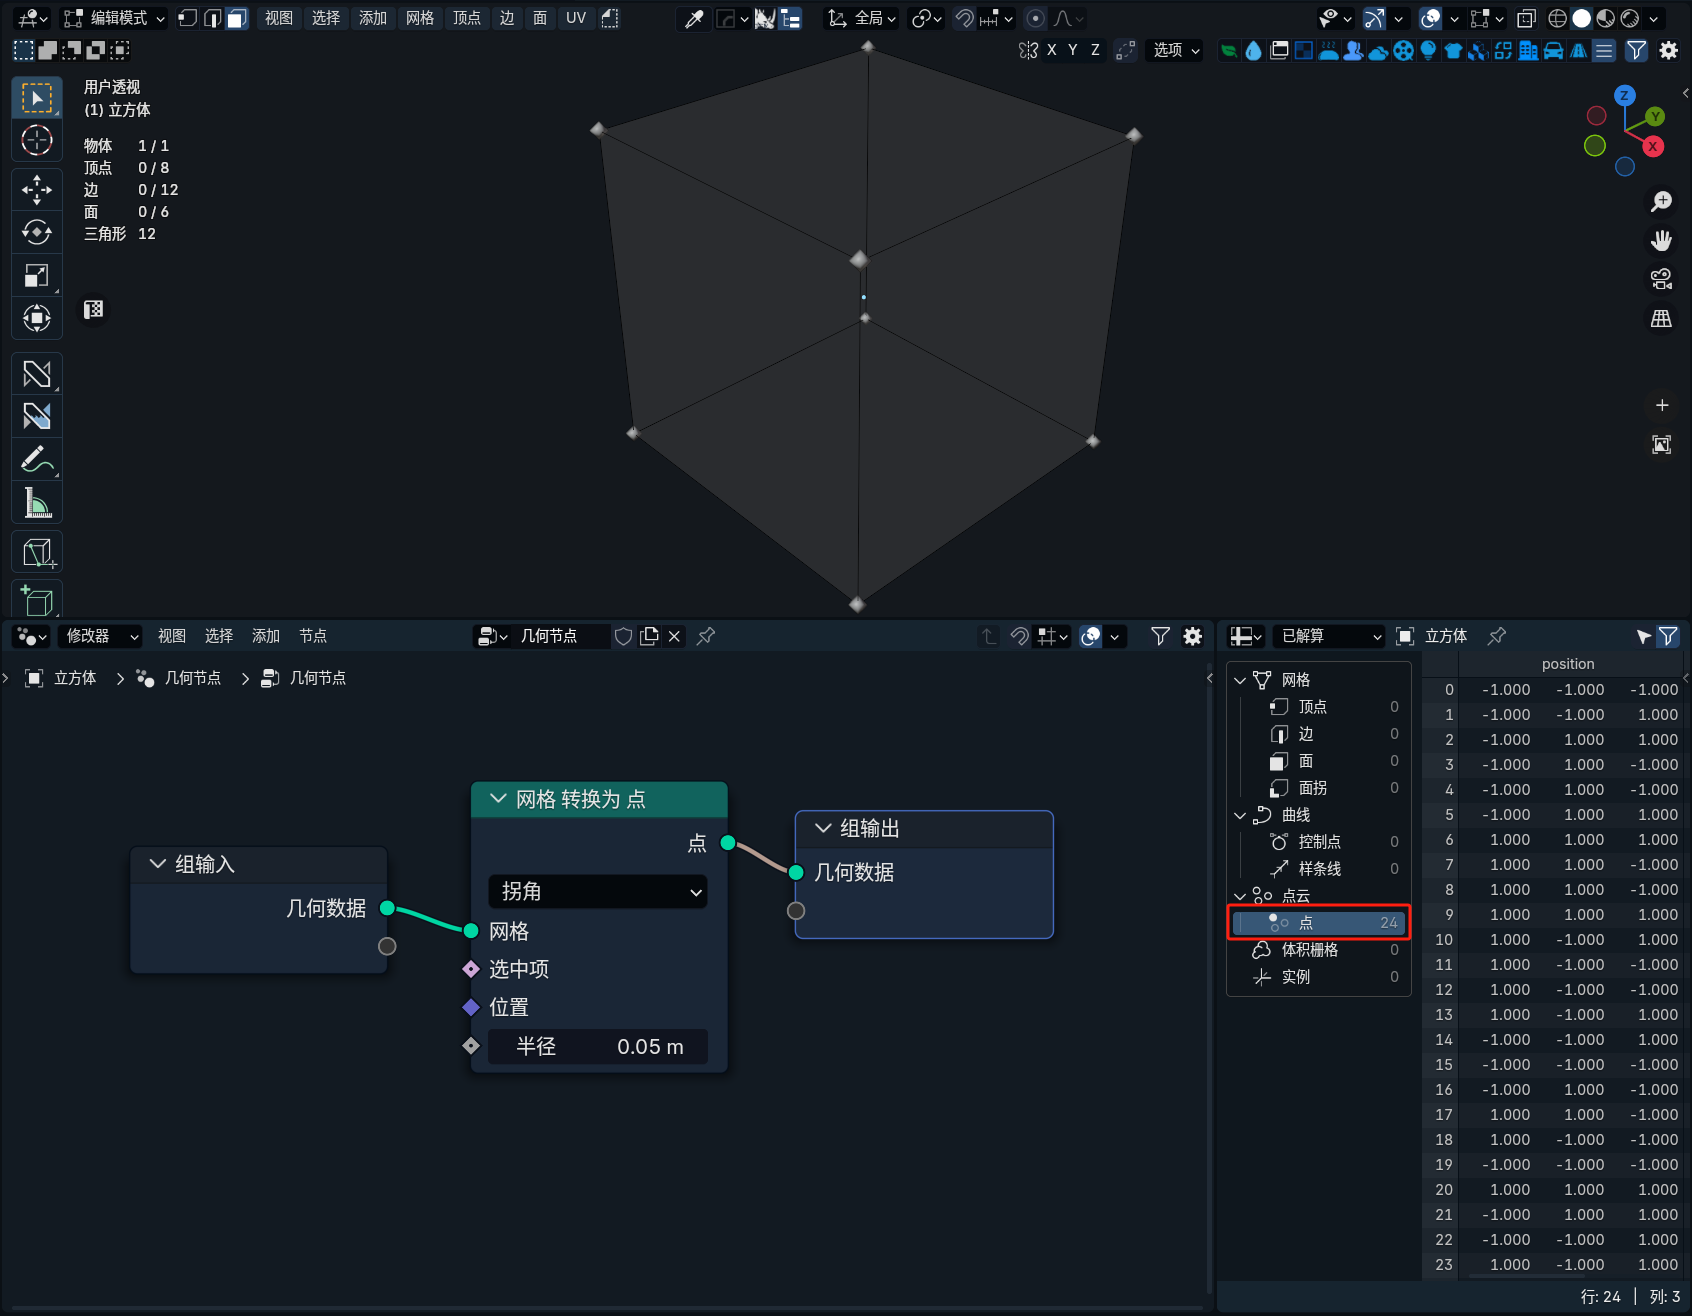 编辑模式 视图 选择 添加 网格 顶点 边 面 UV 全局
X Y Z 选项
用户透视
(1) 立方体
物体 1 / 1
顶点 0 / 8
边 0 / 12
面 0 / 6
三角形 12
Z
Y
X
修改器 视图 选择 添加 节点 几何节点
立方体 几何节点 几何节点
组输入
几何数据
网格 转换为 点
点
拐角
网格
选中项
位置
半径 0.05 m
组输出
几何数据
已解算 立方体
网格
顶点 0
边 0
面 0
面拐 0
曲线
控制点 0
样条线 0
点云
点 24
体积栅格 0
实例 0
position
0 -1.000 -1.000 -1.000
1 -1.000 -1.000 1.000
2 -1.000 1.000 1.000
3 -1.000 1.000 -1.000
4 -1.000 1.000 -1.000
5 -1.000 1.000 1.000
6 1.000 1.000 1.000
7 1.000 1.000 -1.000
8 1.000 1.000 -1.000
9 1.000 1.000 1.000
10 1.000 -1.000 1.000
11 1.000 -1.000 -1.000
12 1.000 -1.000 -1.000
13 1.000 -1.000 1.000
14 -1.000 -1.000 1.000
15 -1.000 -1.000 -1.000
16 -1.000 1.000 -1.000
17 1.000 1.000 -1.000
18 1.000 -1.000 -1.000
19 -1.000 -1.000 -1.000
20 1.000 1.000 1.000
21 -1.000 1.000 1.000
22 -1.000 -1.000 1.000
23 1.000 -1.000 1.000
行: 24 | 列: 3